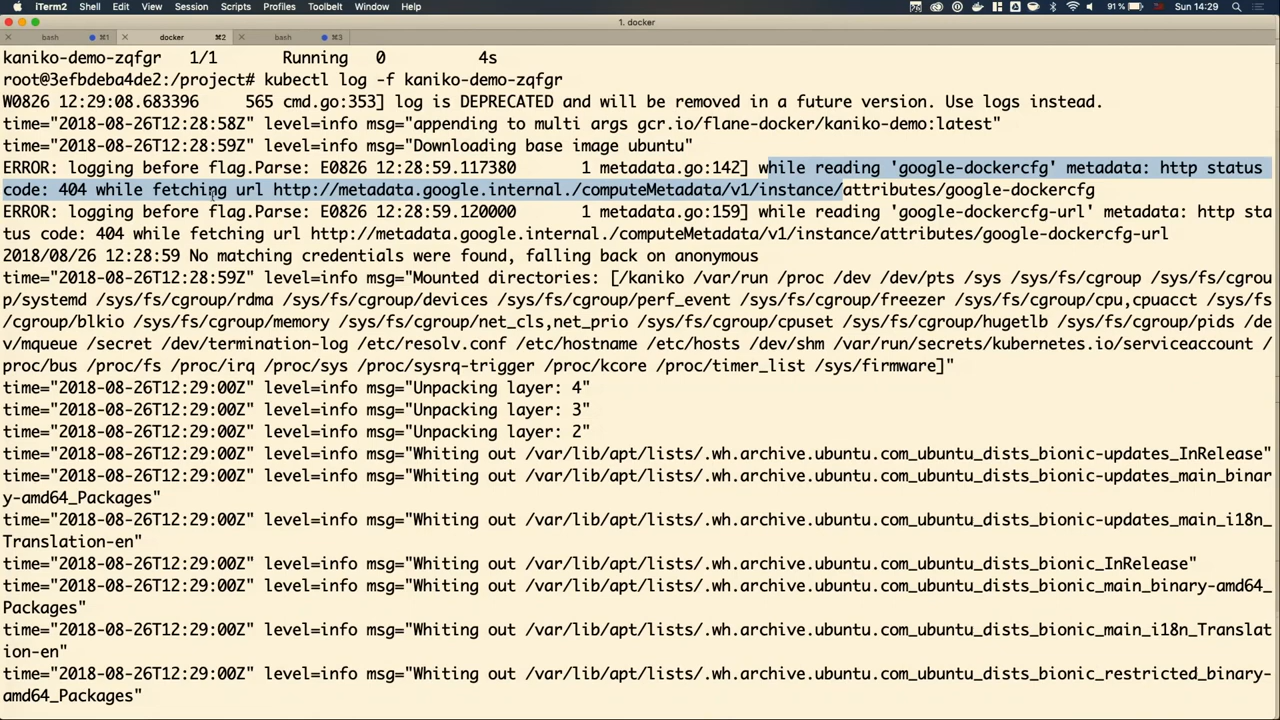 iTerm2 Shell Edit View Session Scripts Profiles Toolbelt Window Help 91 % Sun 14:29
1. docker
bash ⌘1 docker ⌘2 bash ⌘3
kaniko-demo-zqfgr 1/1 Running 0 4s
root@3efbdeba4de2:/project# kubectl log -f kaniko-demo-zqfgr
W0826 12:29:08.683396 565 cmd.go:353] log is DEPRECATED and will be removed in a future version. Use logs instead.
time="2018-08-26T12:28:58Z" level=info msg="appending to multi args gcr.io/flane-docker/kaniko-demo:latest"
time="2018-08-26T12:28:59Z" level=info msg="Downloading base image ubuntu"
ERROR: logging before flag.Parse: E0826 12:28:59.117380 1 metadata.go:142] while reading 'google-dockercfg' metadata: http status
code: 404 while fetching url http://metadata.google.internal./computeMetadata/v1/instance/attributes/google-dockercfg
ERROR: logging before flag.Parse: E0826 12:28:59.120000 1 metadata.go:159] while reading 'google-dockercfg-url' metadata: http sta
tus code: 404 while fetching url http://metadata.google.internal./computeMetadata/v1/instance/attributes/google-dockercfg-url
2018/08/26 12:28:59 No matching credentials were found, falling back on anonymous
time="2018-08-26T12:28:59Z" level=info msg="Mounted directories: [/kaniko /var/run /proc /dev /dev/pts /sys /sys/fs/cgroup /sys/fs/cgrou
p/systemd /sys/fs/cgroup/rdma /sys/fs/cgroup/devices /sys/fs/cgroup/perf_event /sys/fs/cgroup/freezer /sys/fs/cgroup/cpu,cpuacct /sys/fs
/cgroup/blkio /sys/fs/cgroup/memory /sys/fs/cgroup/net_cls,net_prio /sys/fs/cgroup/cpuset /sys/fs/cgroup/hugetlb /sys/fs/cgroup/pids /de
v/mqueue /secret /dev/termination-log /etc/resolv.conf /etc/hostname /etc/hosts /dev/shm /var/run/secrets/kubernetes.io/serviceaccount /
proc/bus /proc/fs /proc/irq /proc/sys /proc/sysrq-trigger /proc/kcore /proc/timer_list /sys/firmware]"
time="2018-08-26T12:29:00Z" level=info msg="Unpacking layer: 4"
time="2018-08-26T12:29:00Z" level=info msg="Unpacking layer: 3"
time="2018-08-26T12:29:00Z" level=info msg="Unpacking layer: 2"
time="2018-08-26T12:29:00Z" level=info msg="Whiting out /var/lib/apt/lists/.wh.archive.ubuntu.com_ubuntu_dists_bionic-updates_InRelease"
time="2018-08-26T12:29:00Z" level=info msg="Whiting out /var/lib/apt/lists/.wh.archive.ubuntu.com_ubuntu_dists_bionic-updates_main_binar
y-amd64_Packages"
time="2018-08-26T12:29:00Z" level=info msg="Whiting out /var/lib/apt/lists/.wh.archive.ubuntu.com_ubuntu_dists_bionic-updates_main_i18n_
Translation-en"
time="2018-08-26T12:29:00Z" level=info msg="Whiting out /var/lib/apt/lists/.wh.archive.ubuntu.com_ubuntu_dists_bionic_InRelease"
time="2018-08-26T12:29:00Z" level=info msg="Whiting out /var/lib/apt/lists/.wh.archive.ubuntu.com_ubuntu_dists_bionic_main_binary-amd64_
Packages"
time="2018-08-26T12:29:00Z" level=info msg="Whiting out /var/lib/apt/lists/.wh.archive.ubuntu.com_ubuntu_dists_bionic_main_i18n_Translat
ion-en"
time="2018-08-26T12:29:00Z" level=info msg="Whiting out /var/lib/apt/lists/.wh.archive.ubuntu.com_ubuntu_dists_bionic_restricted_binary-
amd64_Packages"